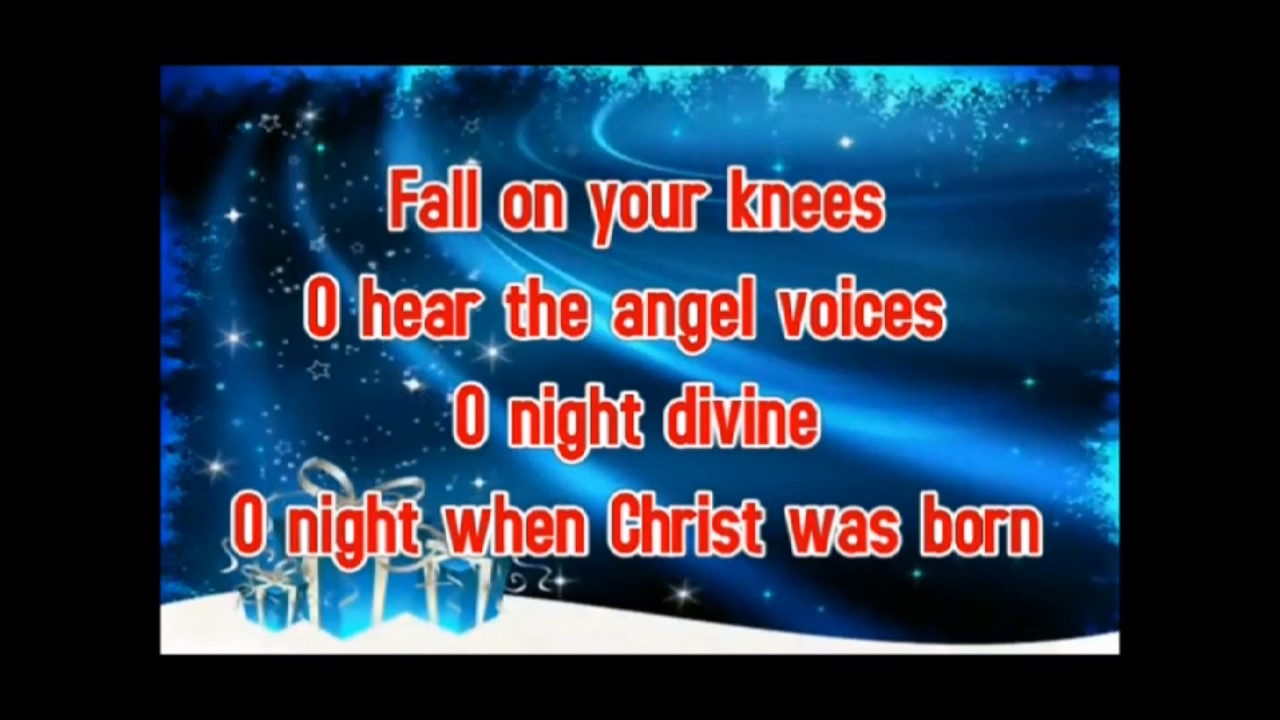 Fall on your knees
O hear the angel voices
O night divine
O night when Christ was born